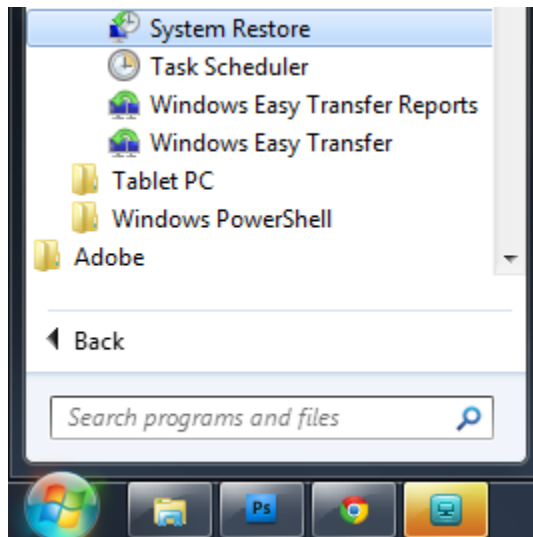 System Restore
Task Scheduler
Windows Easy Transfer Reports
Windows Easy Transfer
Tablet PC
Windows PowerShell
Adobe
Back
Search programs and files
Ps